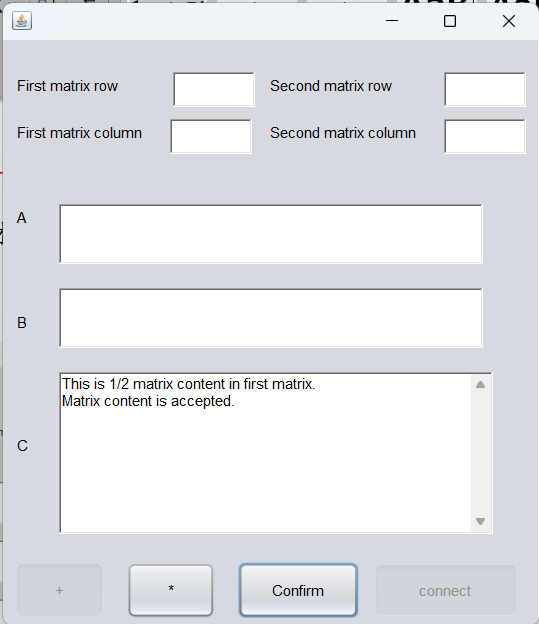 First matrix row
Second matrix row
First matrix column
Second matrix column
A
B
This is 1/2 matrix content in first matrix.
Matrix content is accepted.
C
+
*
Confirm
connect